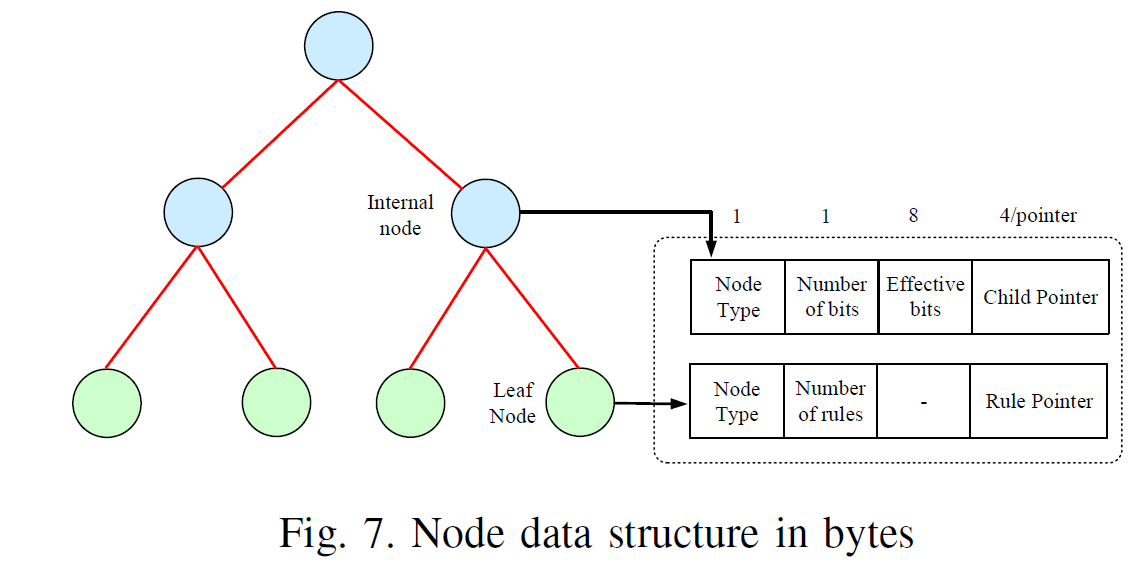 Internal
node
1
1
8
4/pointer
Node
Type
Number
of bits
Effective
bits
Child Pointer
Leaf
Node
Node
Type
Number
of rules
-
Rule Pointer
Fig. 7. Node data structure in bytes